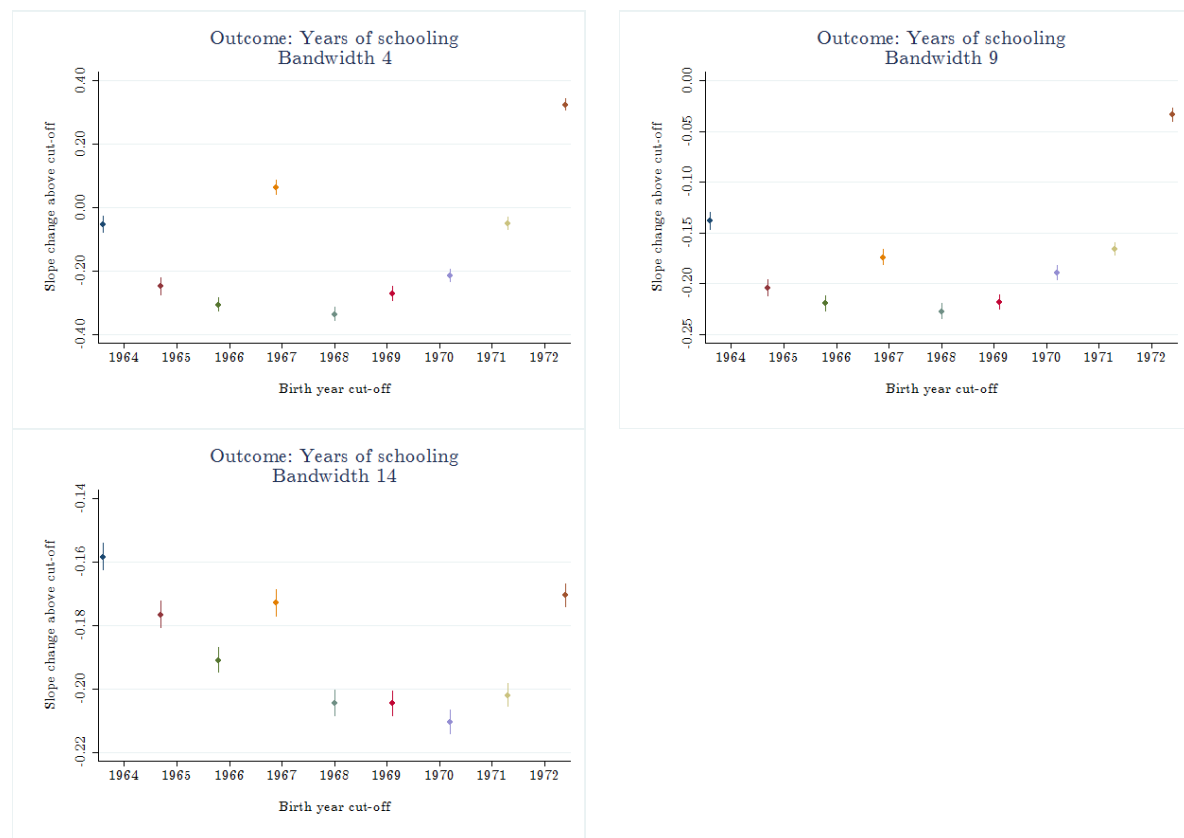 Outcome: Years of schooling
Bandwidth 4
Slope change above cut-off
0.40
0.20
0.00
-0.20
-0.40
1964 1965 1966 1967 1968 1969 1970 1971 1972
Birth year cut-off
Outcome: Years of schooling
Bandwidth 9
Slope change above cut-off
0.00
-0.05
-0.10
-0.15
-0.20
-0.25
1964 1965 1966 1967 1968 1969 1970 1971 1972
Birth year cut-off
Outcome: Years of schooling
Bandwidth 14
Slope change above cut-off
-0.14
-0.16
-0.18
-0.20
-0.22
1964 1965 1966 1967 1968 1969 1970 1971 1972
Birth year cut-off